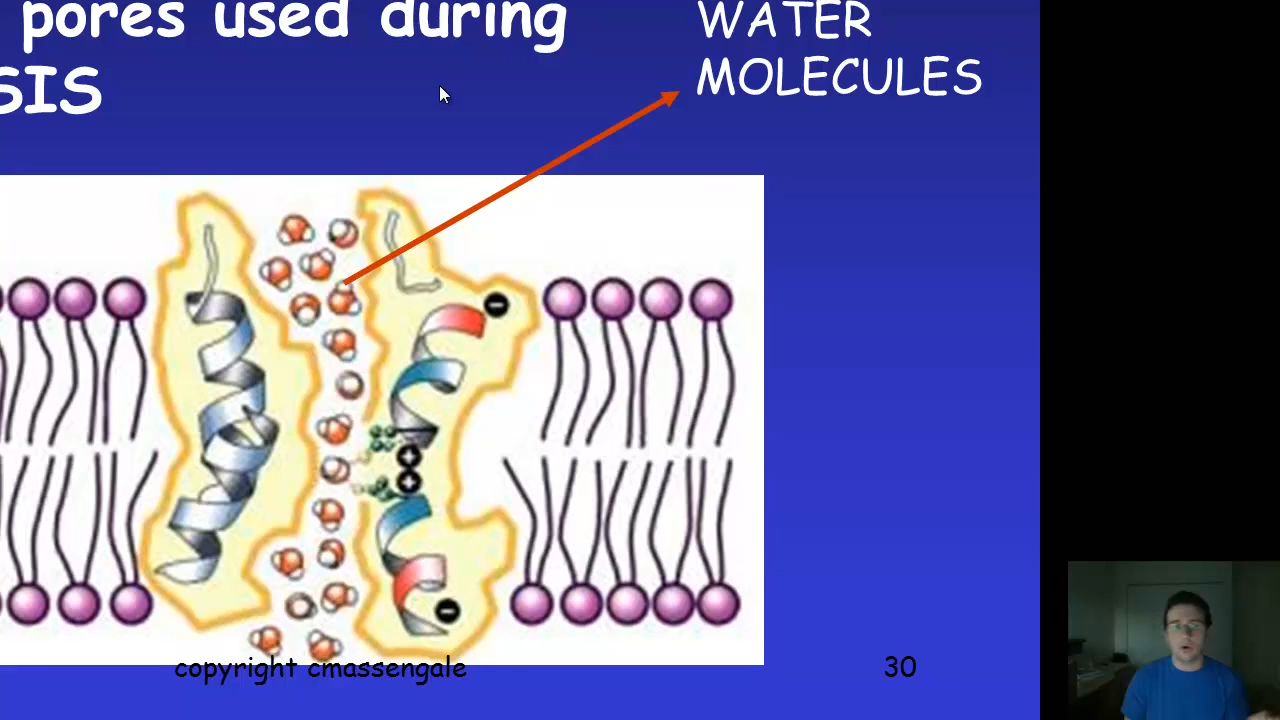 pores used during
SIS
WATER
MOLECULES
copyright cmassengale
30